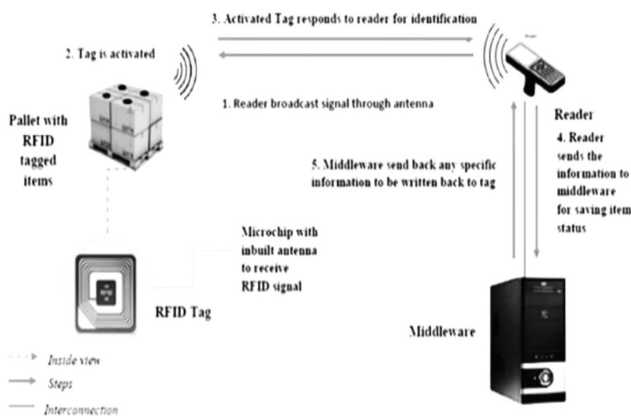 3. Activated Tag responds to reader for identification
2. Tag is activated
1. Reader broadcast signal through antenna
Pallet with
RFID
tagged
items
Reader
4. Reader
sends the
information to
middleware
for saving item
status
5. Middleware send back any specific
information to be written back to tag
Microchip with
inbuilt antenna
to receive
RFID signal
RFID Tag
Middleware
Inside view
Steps
Interconnection